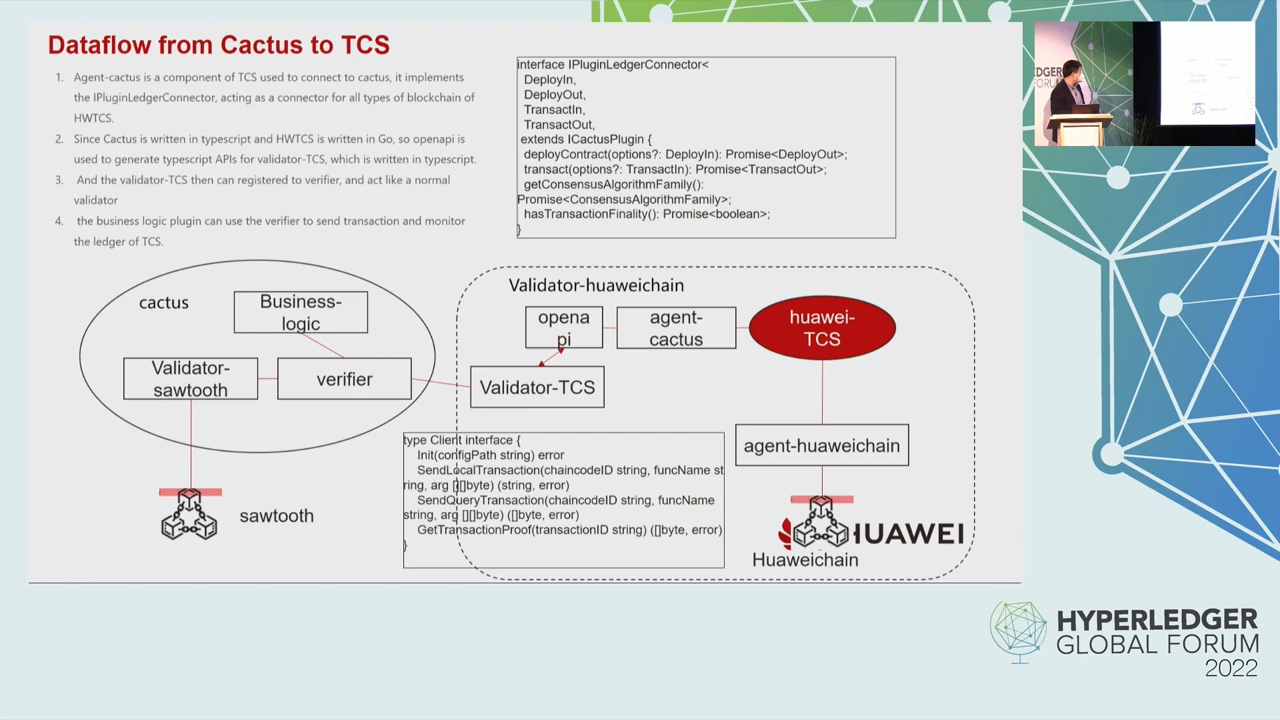 Dataflow from Cactus to TCS
1. Agent-cactus is a component of TCS used to connect to cactus, it implements
the IPluginLedgerConnector, acting as a connector for all types of blockchain of
HWTCS.
2. Since Cactus is written in typescript and HWTCS is written in Go, so openapi is
used to generate typescript APIs for validator-TCS, which is written in typescript.
3. And the validator-TCS then can registered to verifier, and act like a normal
validator
4. the business logic plugin can use the verifier to send transaction and monitor
the ledger of TCS.
interface IPluginLedgerConnector<
DeployIn,
DeployOut,
TransactIn,
TransactOut,
extends ICactusPlugin {
deployContract(options?: DeployIn): Promise<DeployOut>;
transact(options?: TransactIn): Promise<TransactOut>;
getConsensusAlgorithmFamily():
Promise<ConsensusAlgorithmFamily>;
hasTransactionFinality(): Promise<boolean>;
}
cactus
Business-
logic
Validator-
sawtooth
verifier
sawtooth
Validator-huaweichain
opena
pi
agent-
cactus
huawei-
TCS
Validator-TCS
type Client interface {
Init(configPath string) error
SendLocalTransaction(chaincodeID string, funcName st
ring, arg [][]byte) (string, error)
SendQueryTransaction(chaincodeID string, funcName
string, arg [][]byte) ([]byte, error)
GetTransactionProof(transactionID string) ([]byte, error)
}
agent-huaweichain
HUAWEI
Huaweichain
DGER
FORUM
HYPERLEDGER
GLOBAL FORUM
2022